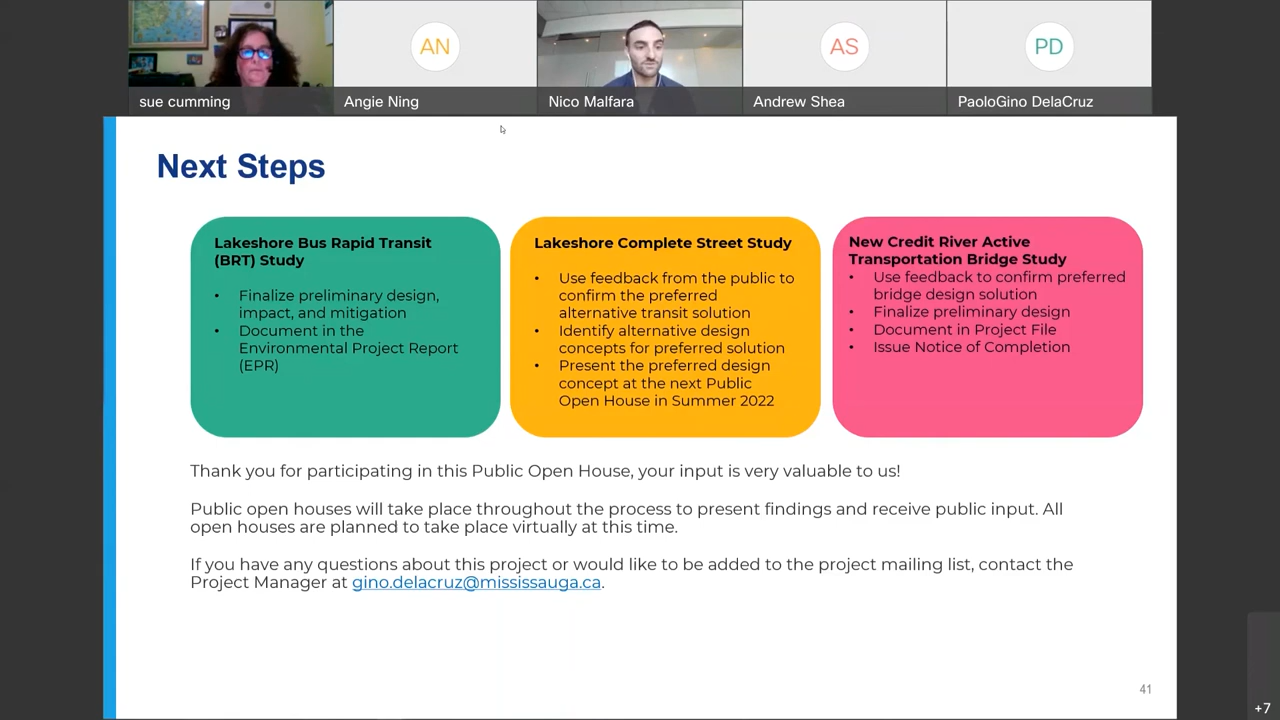 AN
AS
PD
sue cumming
Angie Ning
Nico Malfara
Andrew Shea
PaoloGino DelaCruz
Next Steps
Lakeshore Bus Rapid Transit
(BRT) Study
• Finalize preliminary design,
impact, and mitigation
• Document in the
Environmental Project Report
(EPR)
Lakeshore Complete Street Study
• Use feedback from the public to
confirm the preferred
alternative transit solution
• Identify alternative design
concepts for preferred solution
• Present the preferred design
concept at the next Public
Open House in Summer 2022
New Credit River Active
Transportation Bridge Study
• Use feedback to confirm preferred
bridge design solution
• Finalize preliminary design
• Document in Project File
• Issue Notice of Completion
Thank you for participating in this Public Open House, your input is very valuable to us!
Public open houses will take place throughout the process to present findings and receive public input. All
open houses are planned to take place virtually at this time.
If you have any questions about this project or would like to be added to the project mailing list, contact the
Project Manager at gino.delacruz@mississauga.ca.
41
+7